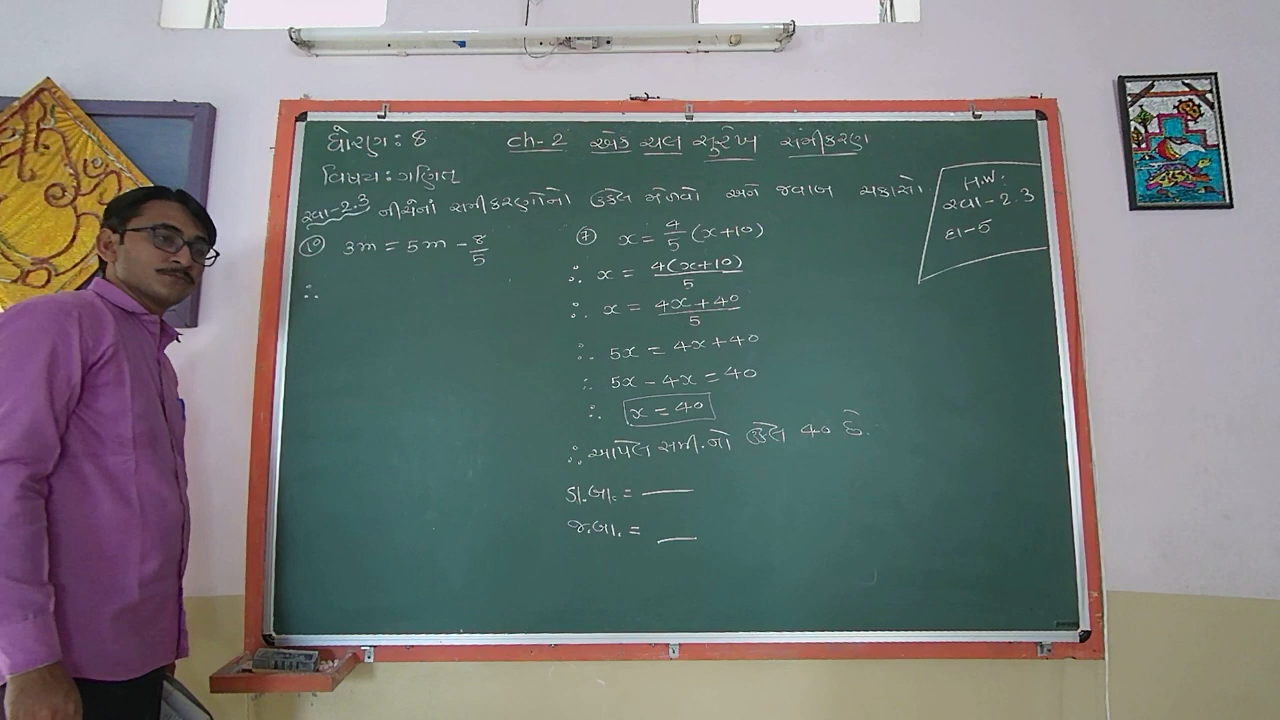 ધોરણ: 8
ch-2 એક ચલ સુરેખ સમીકરણ
વિષય: ગણિત
સ્વા-2.3 નીચેનાં સમીકરણોનો ઉકેલ મેળવો અને જવાબ ચકાસો.
10 3m = 5m - 8/5
∴
7 x = 4/5 (x+10)
∴ x = 4(x+10)/5
∴ x = 4x+40/5
∴ 5x = 4x+40
∴ 5x - 4x = 40
∴ x = 40
∴ આપેલ સમી.નો ઉકેલ 40 છે.
ડા.બા. = —
જ.બા. = —
H.W:
સ્વા-2.3
દા-5